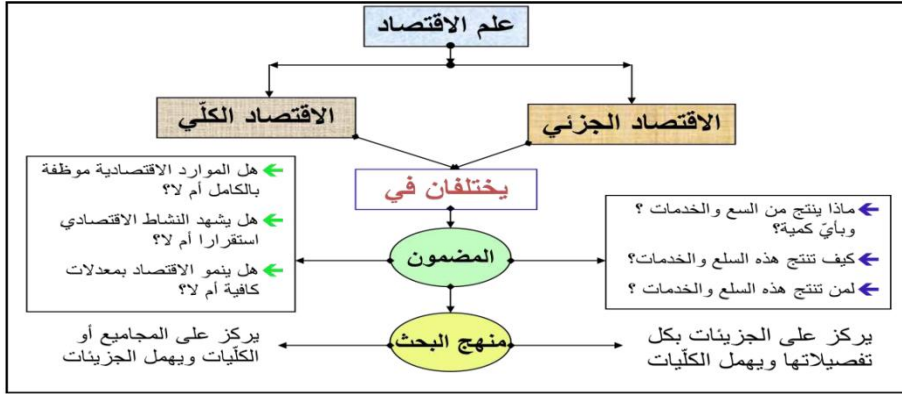 علم الاقتصاد
الاقتصاد الجزئي
الاقتصاد الكلّي
يختلفان في
ماذا ينتج من السع والخدمات ؟
وبأيّ كمية؟
كيف تنتج هذه السلع والخدمات؟
لمن تنتج هذه السلع والخدمات ؟
المضمون
هل الموارد الاقتصادية موظفة
بالكامل أم لا؟
هل يشهد النشاط الاقتصادي
استقرارا أم لا؟
هل ينمو الاقتصاد بمعدلات
كافية أم لا؟
يركز على الجزيئات بكل
تفصيلاتها ويهمل الكلّيات
منهج البحث
يركز على المجاميع أو
الكلّيات ويهمل الجزيئات